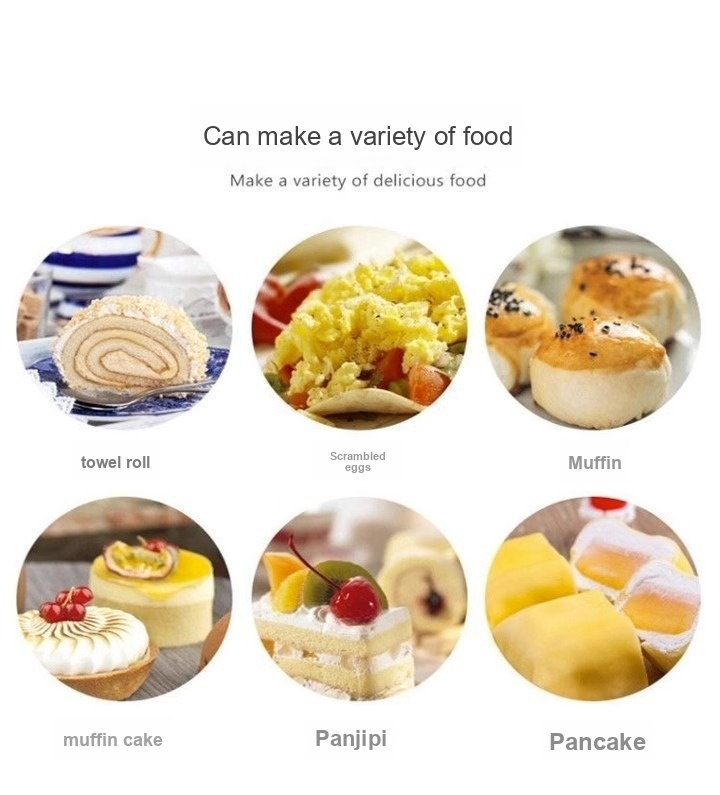 Can make a variety of food
Make a variety of delicious food
towel roll
Scrambled
eggs
Muffin
muffin cake
Panjipi
Pancake